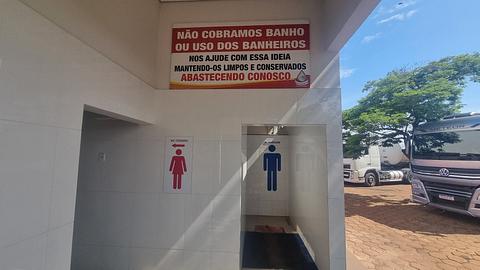 NÃO COBRAMOS BANHO
OU USO DOS BANHEIROS
NOS AJUDE COM ESSA IDEIA
MANTENDO-OS LIMPOS E CONSERVADOS
ABASTECENDO CONOSCO